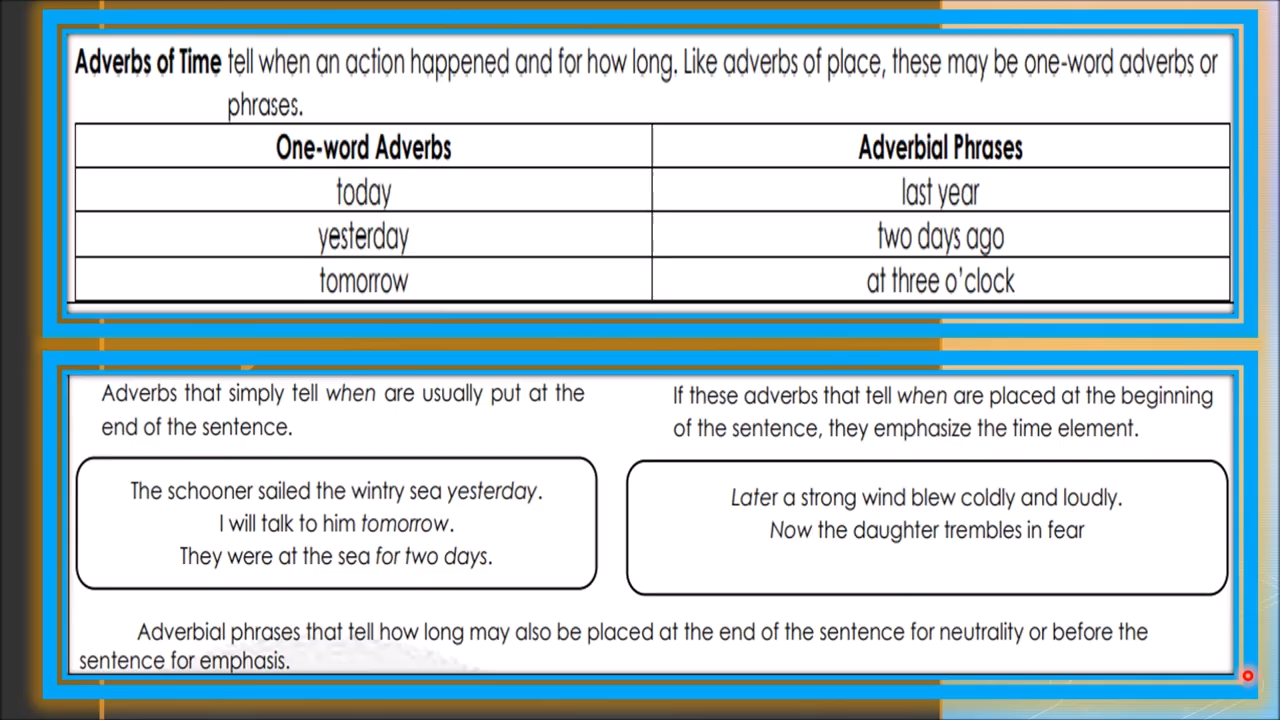 Adverbs of Time tell when an action happened and for how long. Like adverbs of place, these may be one-word adverbs or
phrases.
One-word Adverbs Adverbial Phrases
today last year
yesterday two days ago
tomorrow at three o'clock
Adverbs that simply tell when are usually put at the
end of the sentence.
The schooner sailed the wintry sea yesterday.
I will talk to him tomorrow.
They were at the sea for two days.
If these adverbs that tell when are placed at the beginning
of the sentence, they emphasize the time element.
Later a strong wind blew coldly and loudly.
Now the daughter trembles in fear
Adverbial phrases that tell how long may also be placed at the end of the sentence for neutrality or before the
sentence for emphasis.